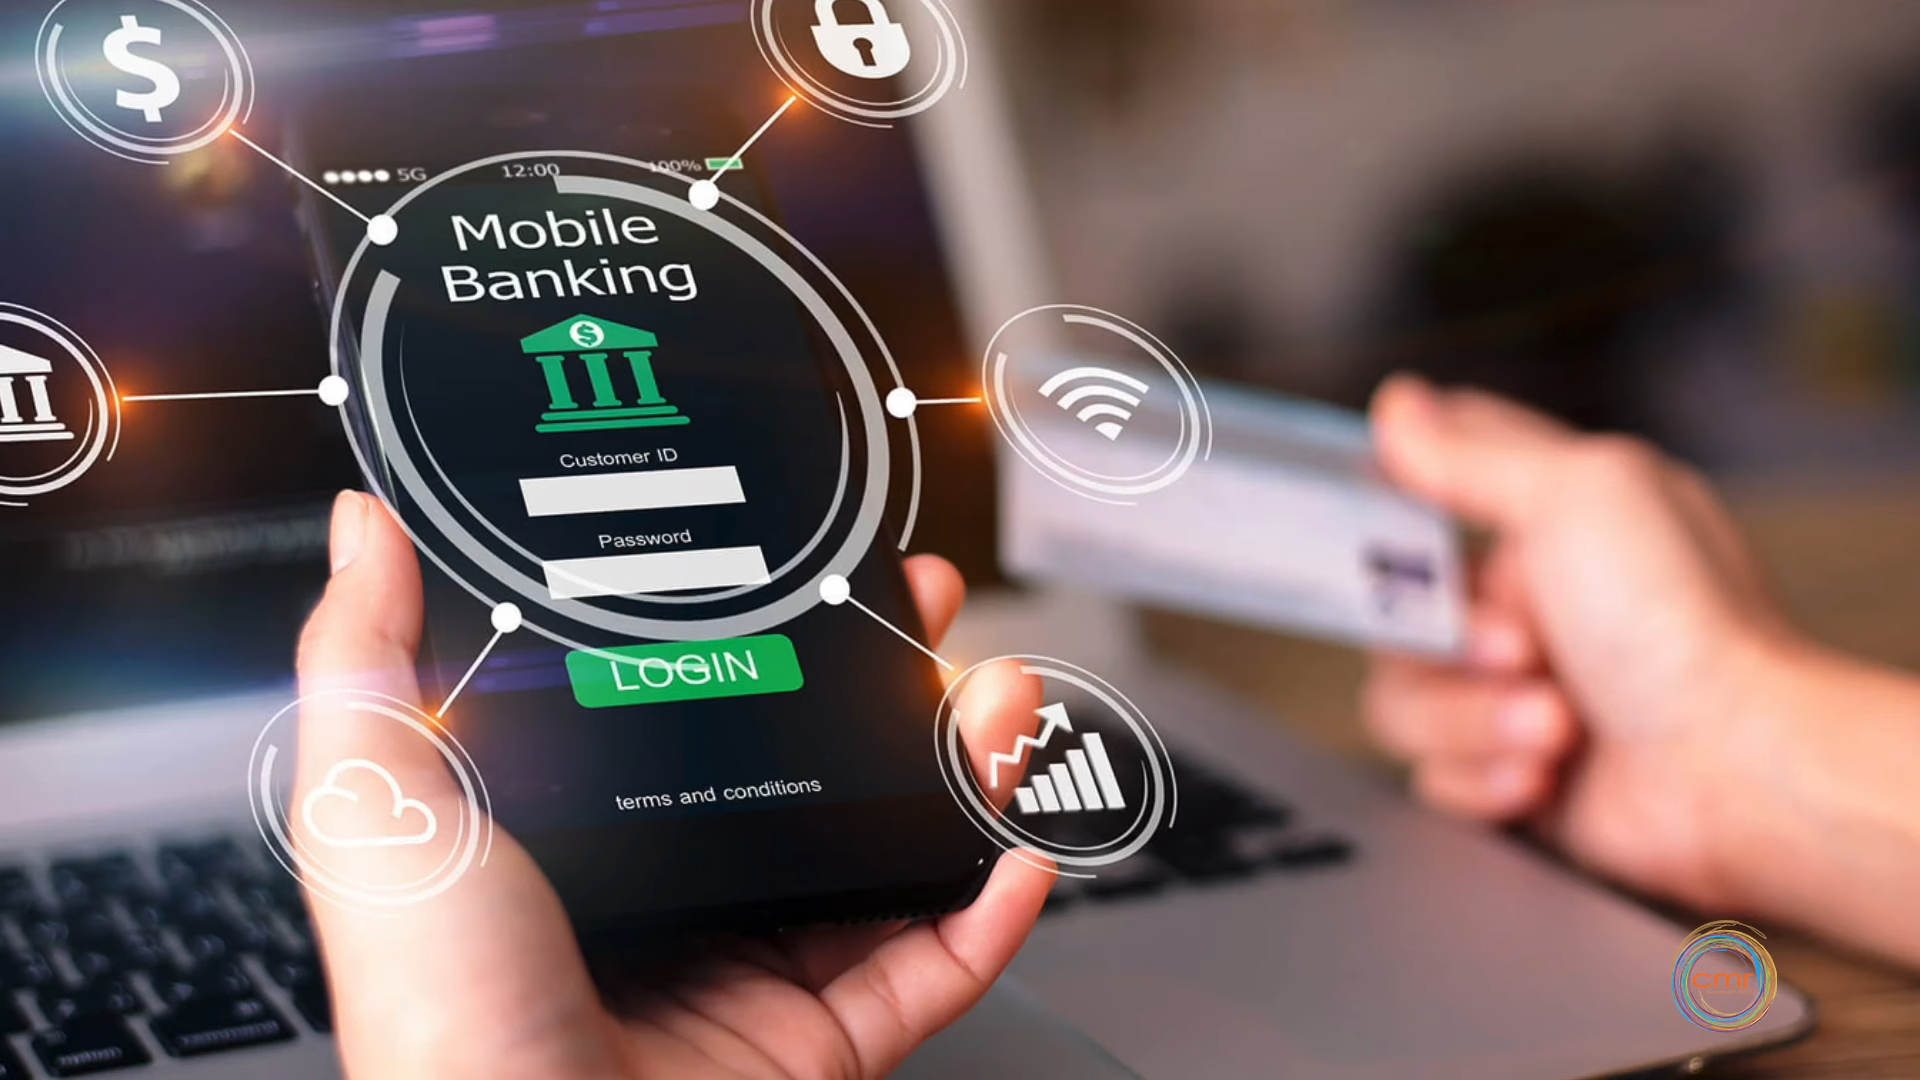 5G 12:00 100%
Mobile
Banking
$
$
Customer ID
Password
LOGIN
terms and conditions
cmr